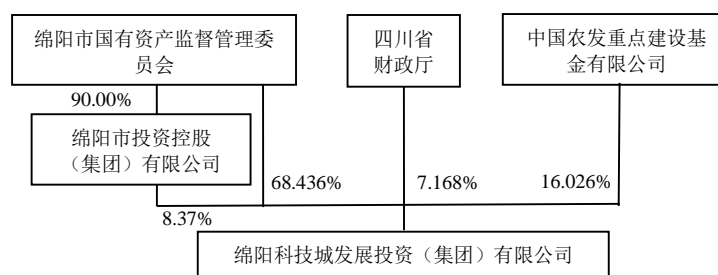 绵阳市国有资产监督管理委
员会
四川省
财政厅
中国农发重点建设基
金有限公司
90.00%
绵阳市投资控股
（集团）有限公司
68.436%
7.168%
16.026%
8.37%
绵阳科技城发展投资（集团）有限公司